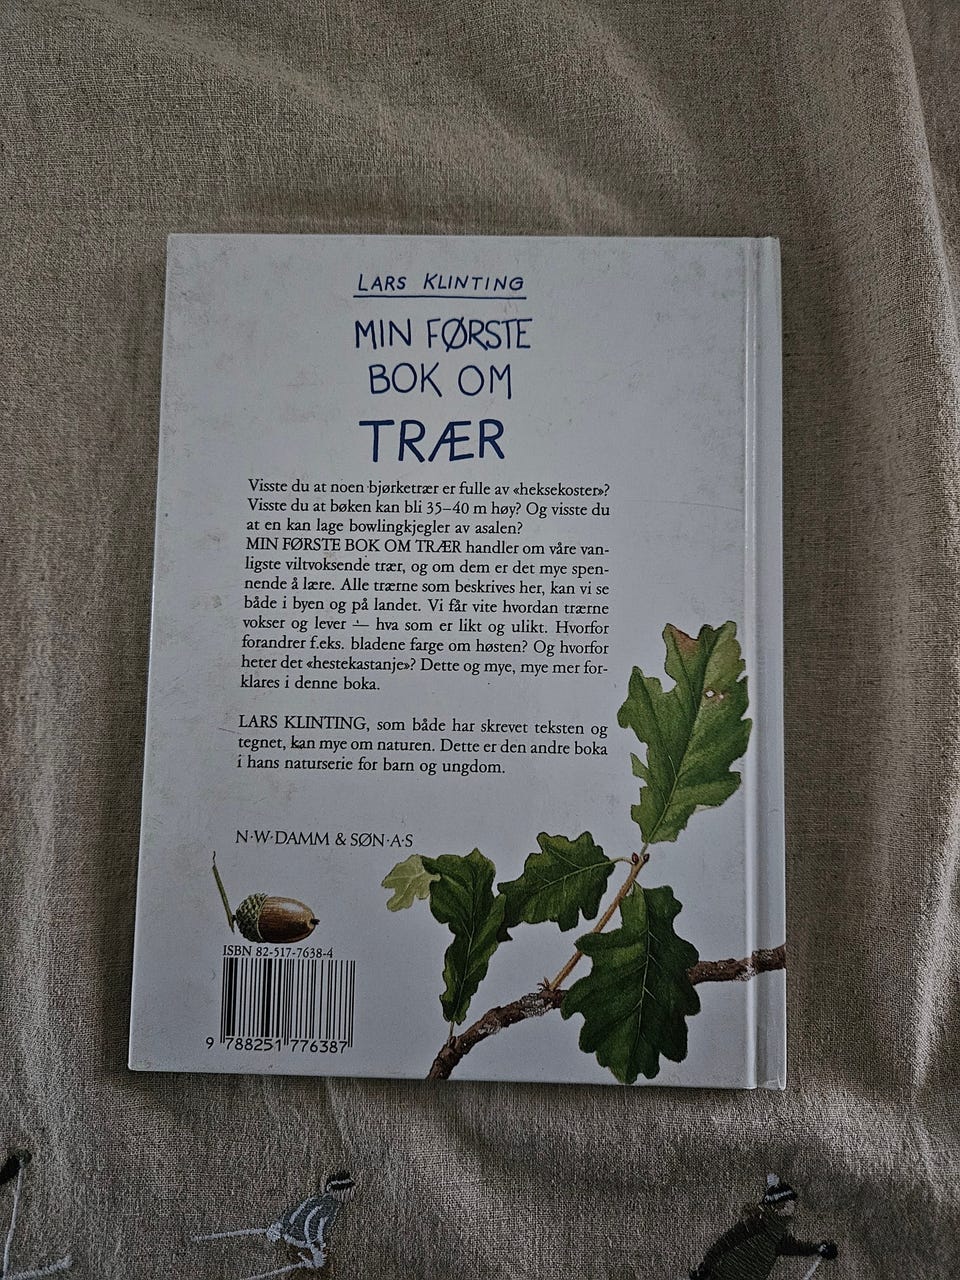 LARS KLINTING
MIN FØRSTE
BOK OM
TRÆR
Visste du at noen bjørketrær er fulle av «heksekoster»?
Visste du at bøken kan bli 35–40 m høy? Og visste du
at en kan lage bowlingkjegler av asalen?
MIN FØRSTE BOK OM TRÆR handler om våre van-
ligste viltvoksende trær, og om dem er det mye spen-
nende å lære. Alle trærne som beskrives her, kan vi se
både i byen og på landet. Vi får vite hvordan trærne
vokser og lever — hva som er likt og ulikt. Hvorfor
forandrer f.eks. bladene farge om høsten? Og hvorfor
heter det «hestekastanje»? Dette og mye, mye mer for-
klares i denne boka.
LARS KLINTING, som både har skrevet teksten og
tegnet, kan mye om naturen. Dette er den andre boka
i hans naturserie for barn og ungdom.
N·W·DAMM & SØN·A·S
ISBN 82-517-7638-4
9 788251 776387